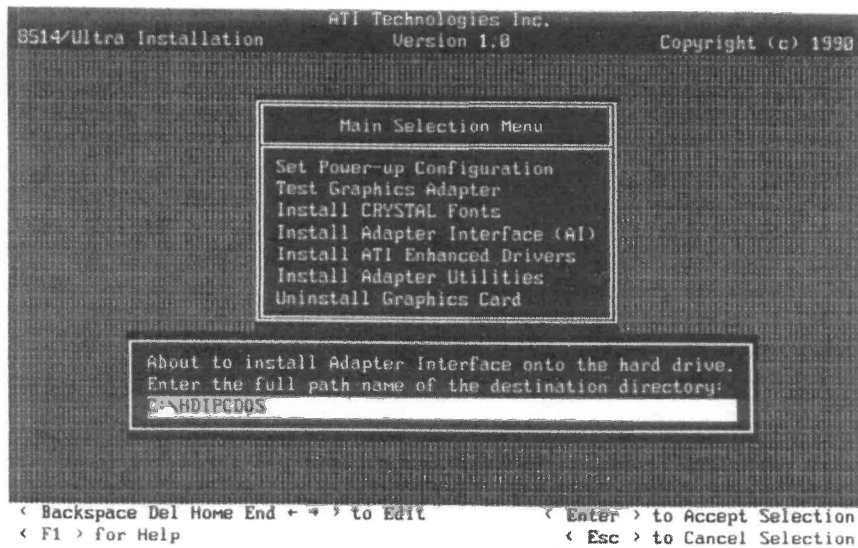 ATI Technologies Inc.
8514/Ultra Installation Version 1.0 Copyright (c) 1990
Main Selection Menu
Set Power-up Configuration
Test Graphics Adapter
Install CRYSTAL Fonts
Install Adapter Interface (AI)
Install ATI Enhanced Drivers
Install Adapter Utilities
Uninstall Graphics Card
About to install Adapter Interface onto the hard drive.
Enter the full path name of the destination directory:
C:\HDIPCDOS
< Backspace Del Home End ← → > to Edit < Enter > to Accept Selection
< F1 > for Help < Esc > to Cancel Selection